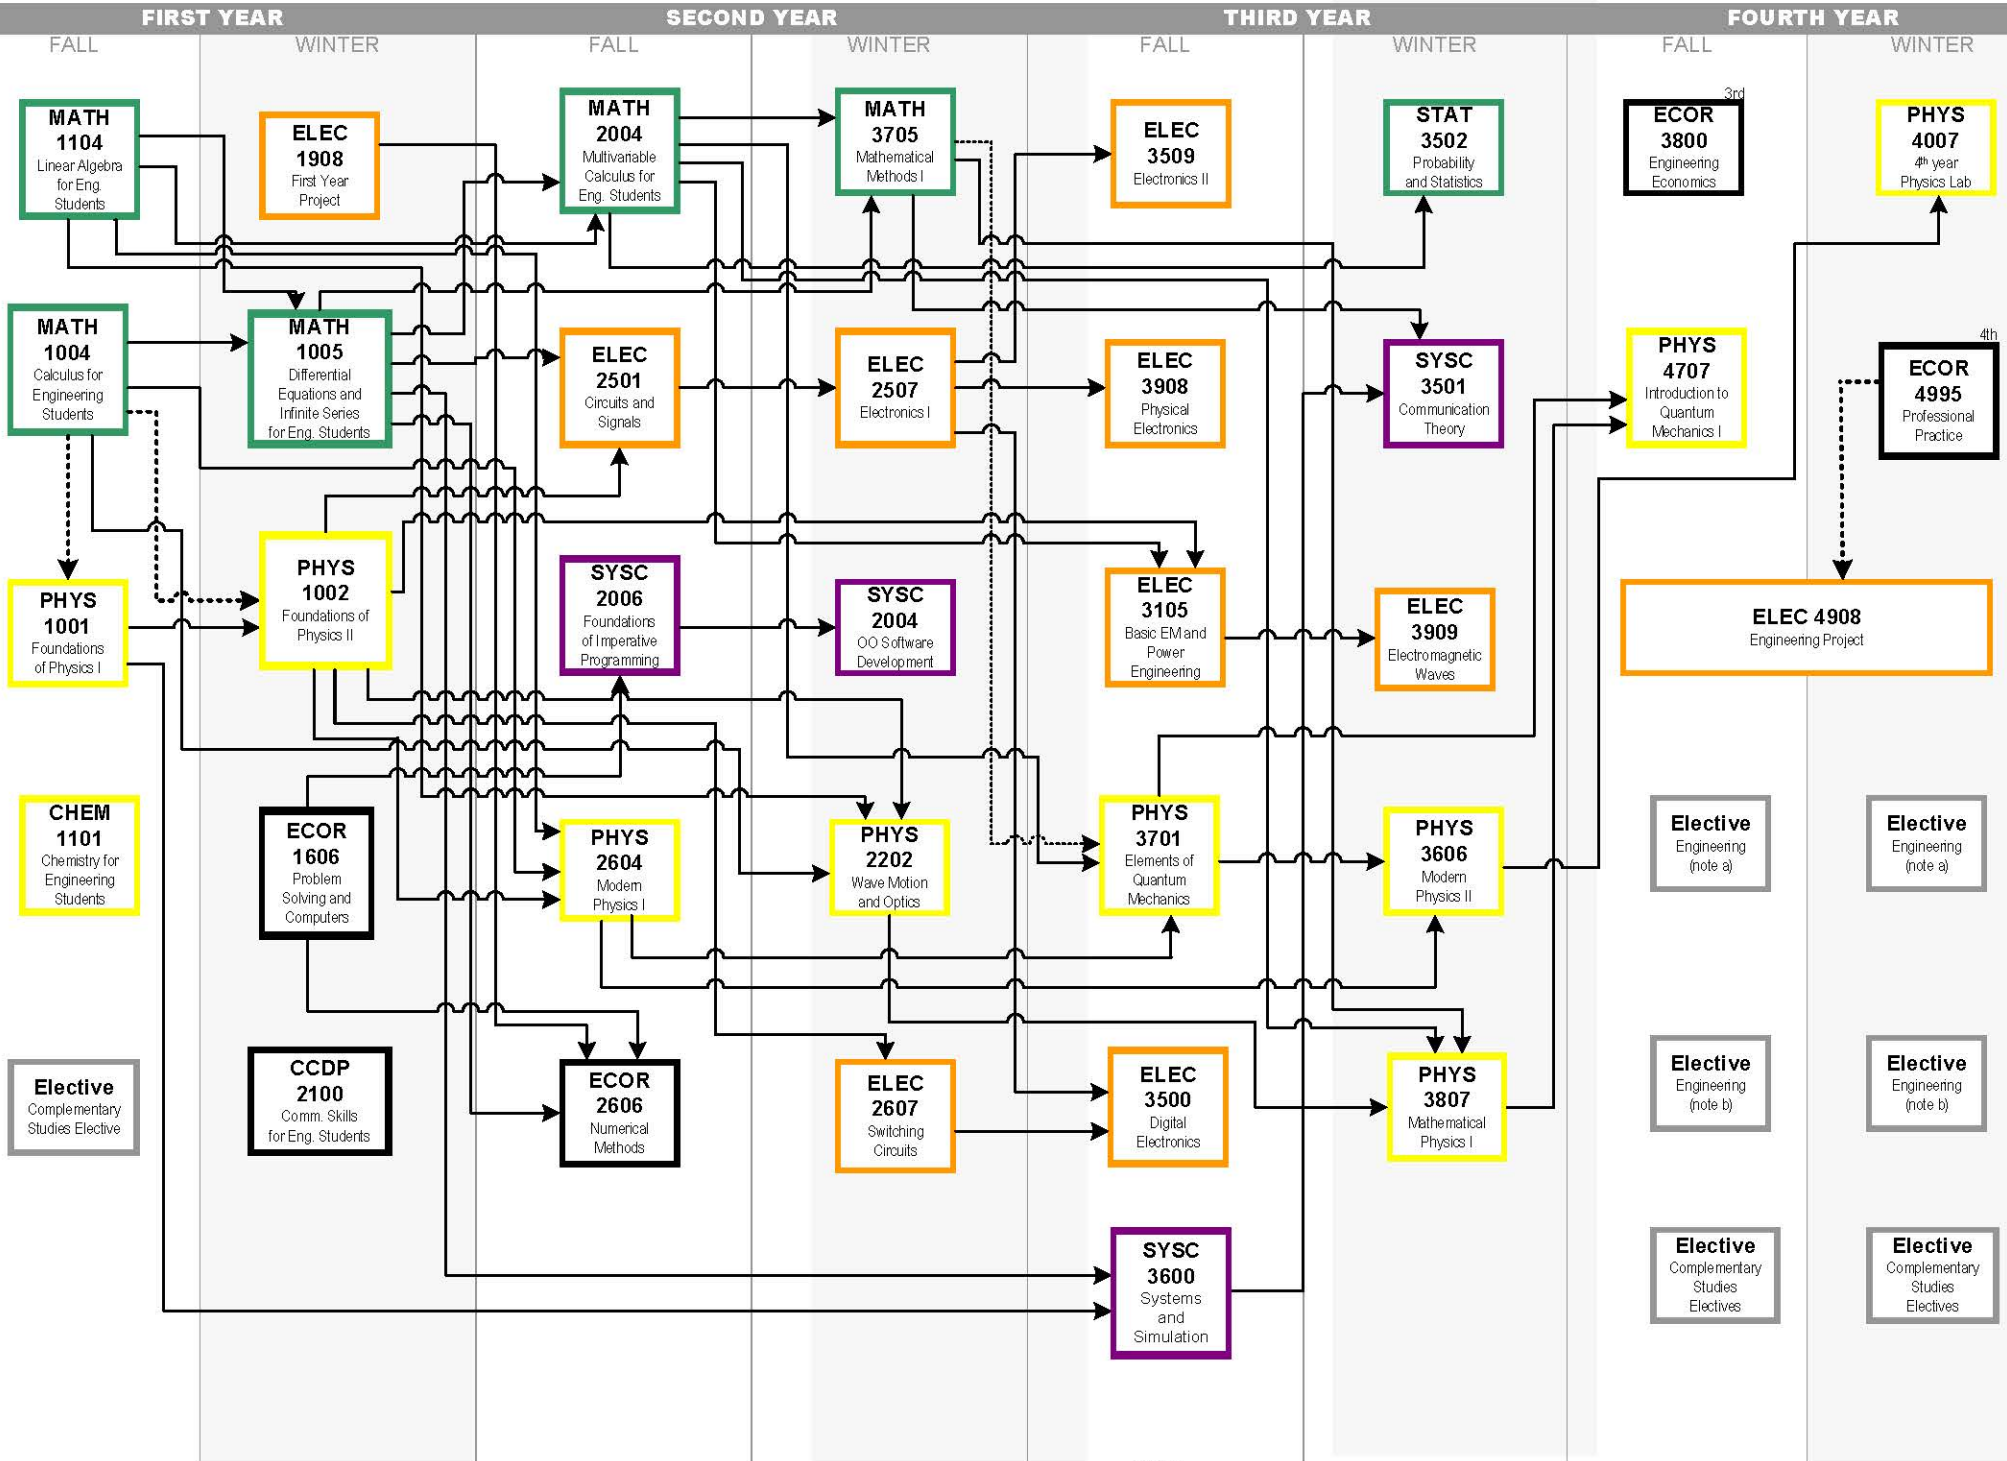 FIRST YEAR
SECOND YEAR
THIRD YEAR
FOURTH YEAR
FALL
WINTER
FALL
WINTER
FALL
WINTER
FALL
WINTER
MATH
1104
Linear Algebra
for Eng.
Students
MATH
1004
Calculus for
Engineering
Students
PHYS
1001
Foundations
of Physics I
CHEM
1101
Chemistry for
Engineering
Students
Elective
Complementary
Studies Elective
ELEC
1908
First Year
Project
MATH
1005
Differential
Equations and
Infinite Series
for Eng. Students
PHYS
1002
Foundations of
Physics II
ECOR
1606
Problem
Solving and
Computers
CCDP
2100
Comm. Skills
for Eng. Students
MATH
2004
Multivariable
Calculus for
Eng. Students
ELEC
2501
Circuits and
Signals
SYSC
2006
Foundations
of Imperative
Programming
PHYS
2604
Modern
Physics I
ECOR
2606
Numerical
Methods
MATH
3705
Mathematical
Methods I
ELEC
2507
Electronics I
SYSC
2004
OO Software
Development
PHYS
2202
Wave Motion
and Optics
ELEC
2607
Switching
Circuits
ELEC
3509
Electronics II
ELEC
3908
Physical
Electronics
ELEC
3105
Basic EM and
Power
Engineering
PHYS
3701
Elements of
Quantum
Mechanics
ELEC
3500
Digital
Electronics
SYSC
3600
Systems
and
Simulation
STAT
3502
Probability
and Statistics
SYSC
3501
Communication
Theory
ELEC
3909
Electromagnetic
Waves
PHYS
3606
Modern
Physics II
PHYS
3807
Mathematical
Physics I
3rd
ECOR
3800
Engineering
Economics
PHYS
4707
Introduction to
Quantum
Mechanics I
ELEC 4908
Engineering Project
Elective
Engineering
(note a)
Elective
Engineering
(note b)
Elective
Complementary
Studies
Electives
PHYS
4007
4th year
Physics Lab
4th
ECOR
4995
Professional
Practice
Elective
Engineering
(note a)
Elective
Engineering
(note b)
Elective
Complementary
Studies
Electives